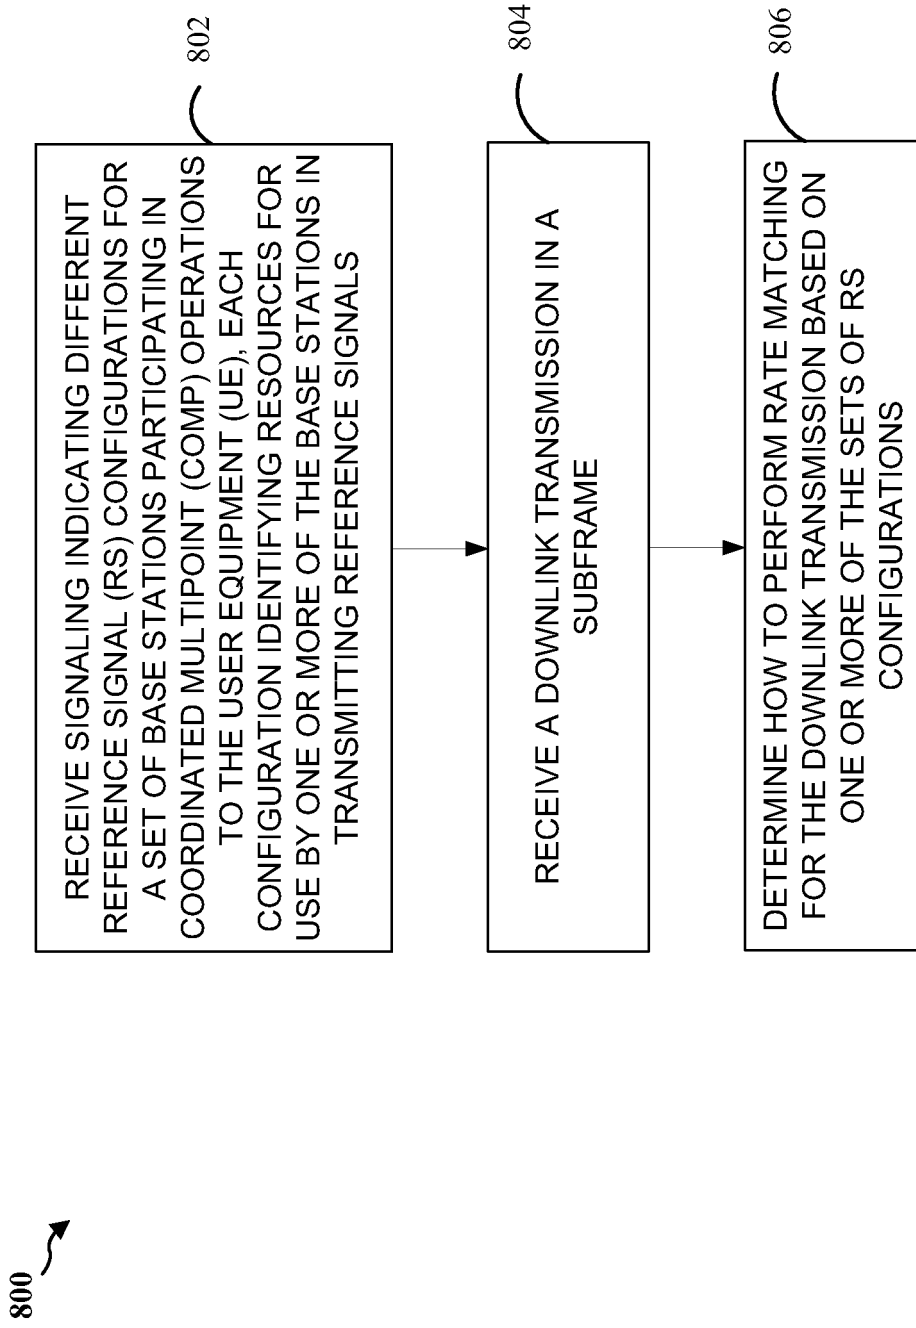 800
RECEIVE SIGNALING INDICATING DIFFERENT
REFERENCE SIGNAL (RS) CONFIGURATIONS FOR
A SET OF BASE STATIONS PARTICIPATING IN
COORDINATED MULTIPOINT (COMP) OPERATIONS
TO THE USER EQUIPMENT (UE), EACH
CONFIGURATION IDENTIFYING RESOURCES FOR
USE BY ONE OR MORE OF THE BASE STATIONS IN
TRANSMITTING REFERENCE SIGNALS
802
RECEIVE A DOWNLINK TRANSMISSION IN A
SUBFRAME
804
DETERMINE HOW TO PERFORM RATE MATCHING
FOR THE DOWNLINK TRANSMISSION BASED ON
ONE OR MORE OF THE SETS OF RS
CONFIGURATIONS
806